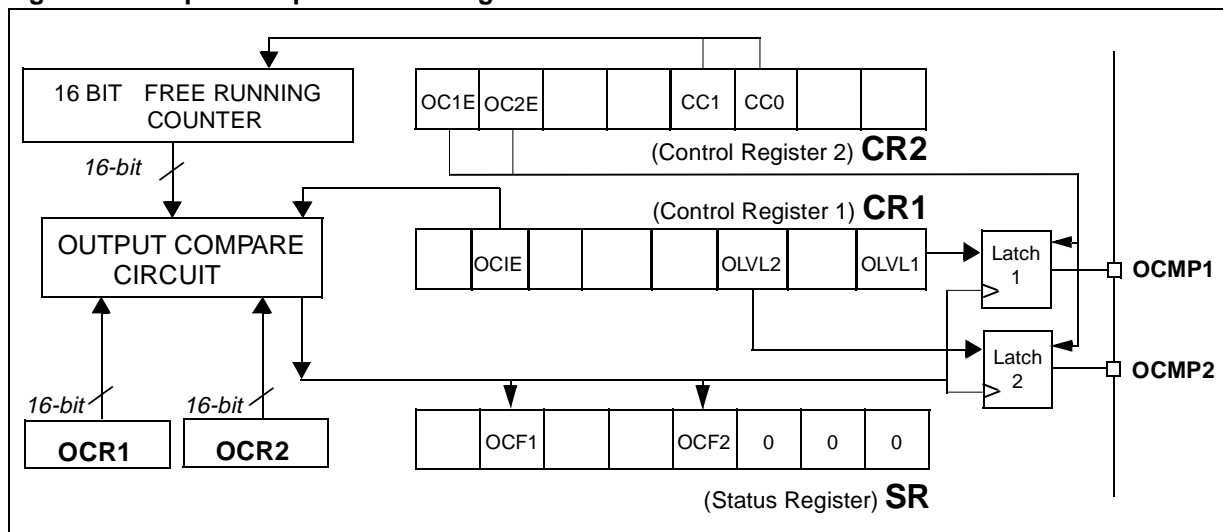 16 BIT FREE RUNNING
COUNTER
16-bit
OC1E OC2E CC1 CC0
(Control Register 2) CR2
(Control Register 1) CR1
OUTPUT COMPARE
CIRCUIT
OCIE OLVL2 OLVL1
Latch
1
OCMP1
Latch
2
OCMP2
16-bit 16-bit
OCR1 OCR2
OCF1 OCF2 0 0 0
(Status Register) SR